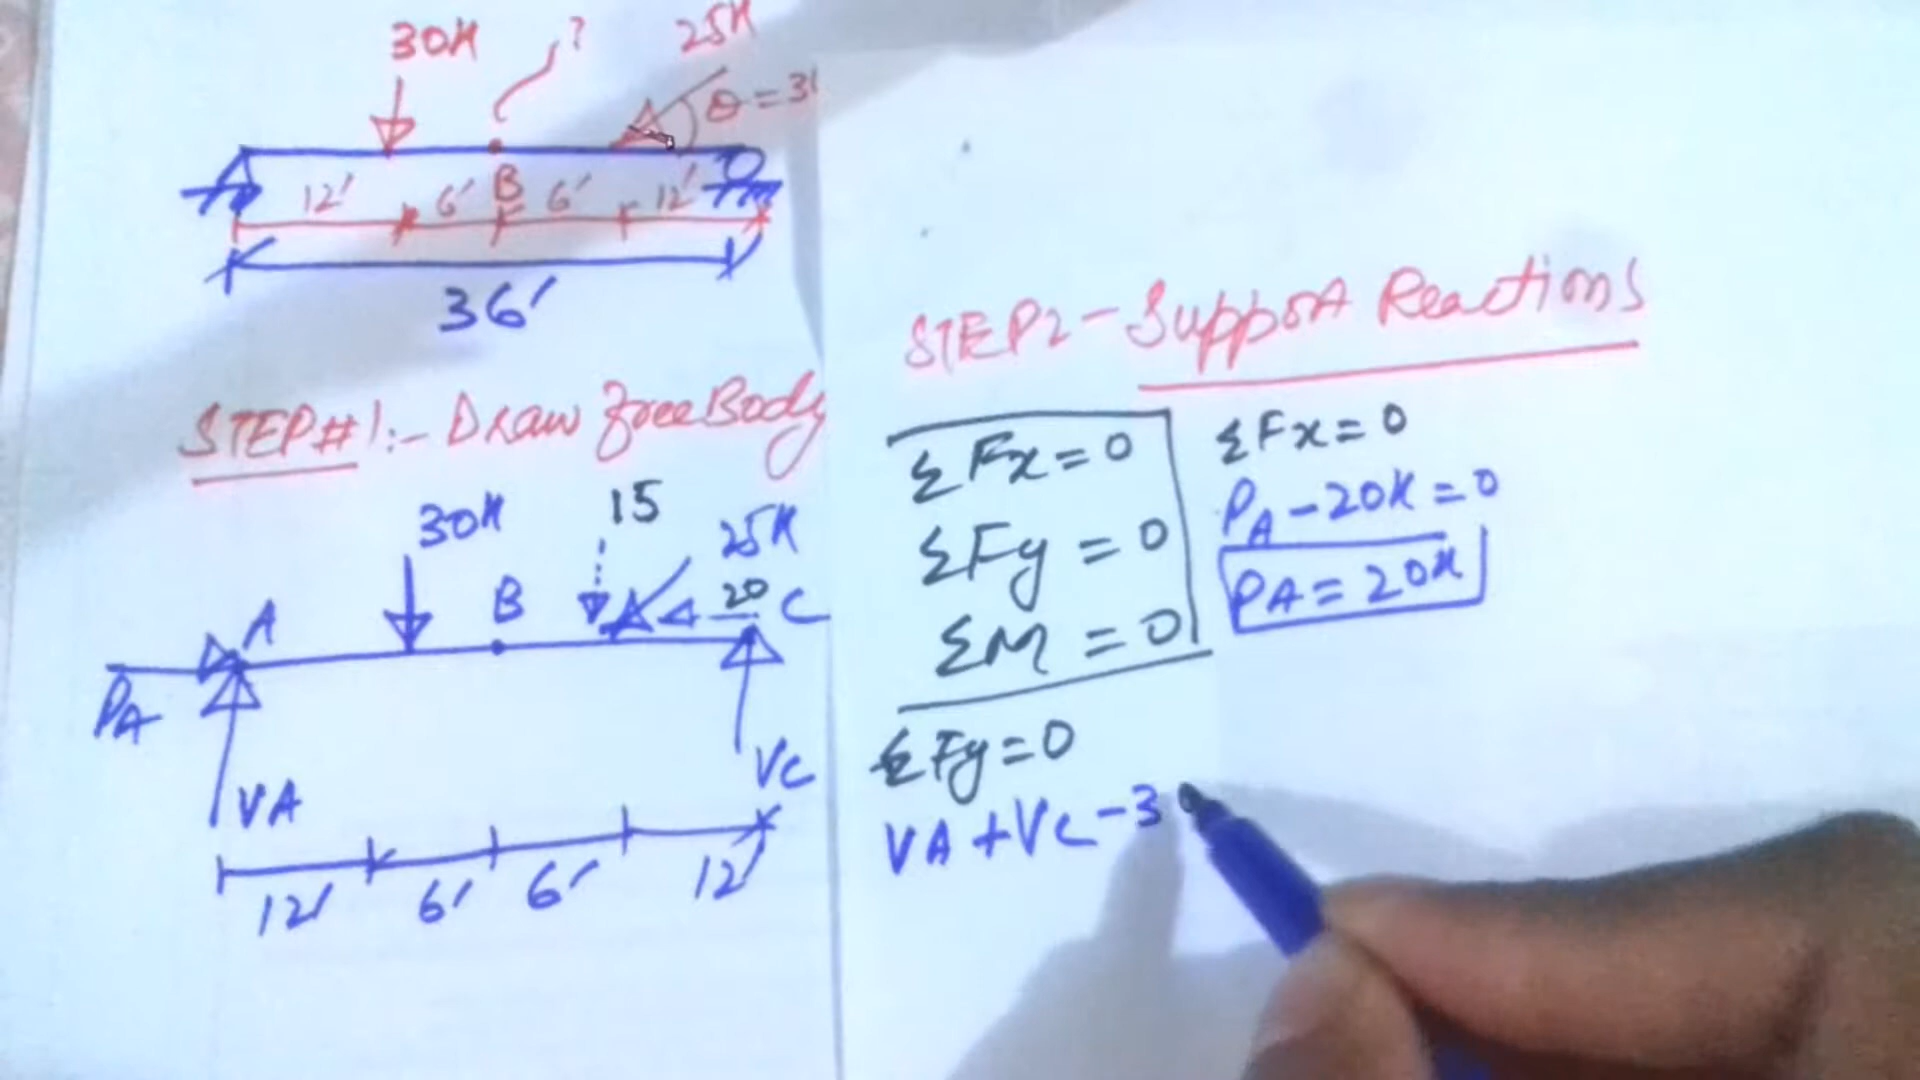 30K
?
25K
θ = 3
12' 6' B 6' 12'
36'
STEP#1:- Draw free Body
30K 15 25K
20
A B C
PA
VA VC
12' 6' 6' 12'
STEP2- Support Reactions
ΣFx=0
ΣFy=0
ΣM=0
ΣFx=0
PA-20K=0
PA=20K
ΣFy=0
VA+VC-3